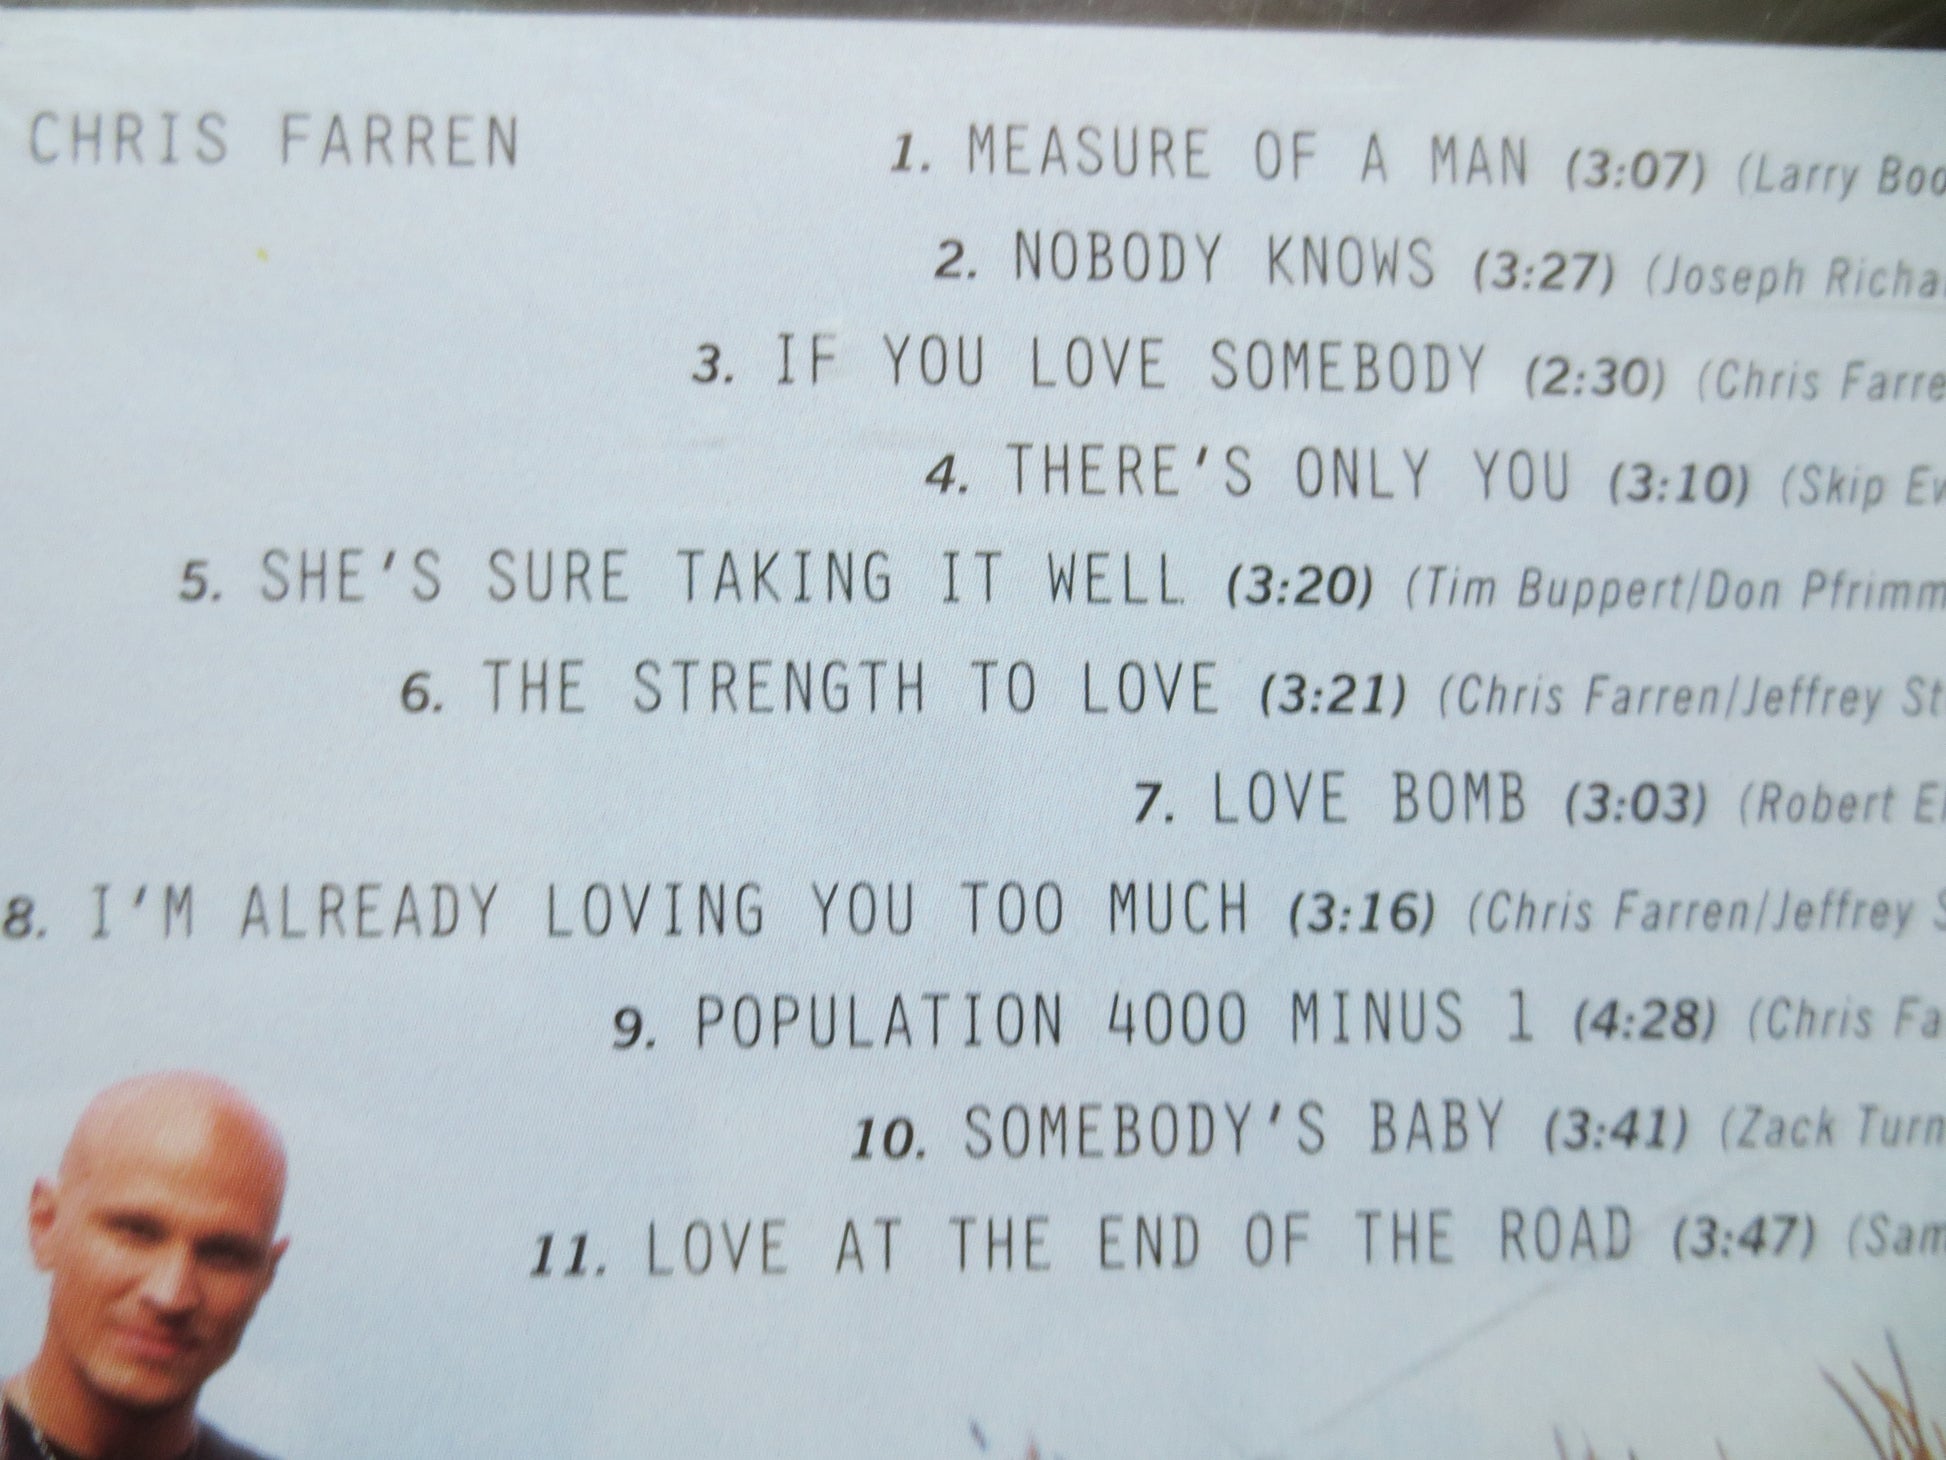 CHRIS FARREN
1. MEASURE OF A MAN (3:07) (Larry
2. NOBODY KNOWS (3:27) (Joseph
3. IF YOU LOVE SOMEBODY (2:30) (Chris
4. THERE'S ONLY YOU (3:10) (Skip
5. SHE'S SURE TAKING IT WELL (3:20) (Tim Buppert/Don
6. THE STRENGTH TO LOVE (3:21) (Chris Farren/Jeffrey
7. LOVE BOMB (3:03) (Robert
8. I'M ALREADY LOVING YOU TOO MUCH (3:16) (Chris Farren/Jeffrey
9. POPULATION 4000 MINUS 1 (4:28) (Chris
10. SOMEBODY'S BABY (3:41) (Zack
11. LOVE AT THE END OF THE ROAD (3:47) (Sam